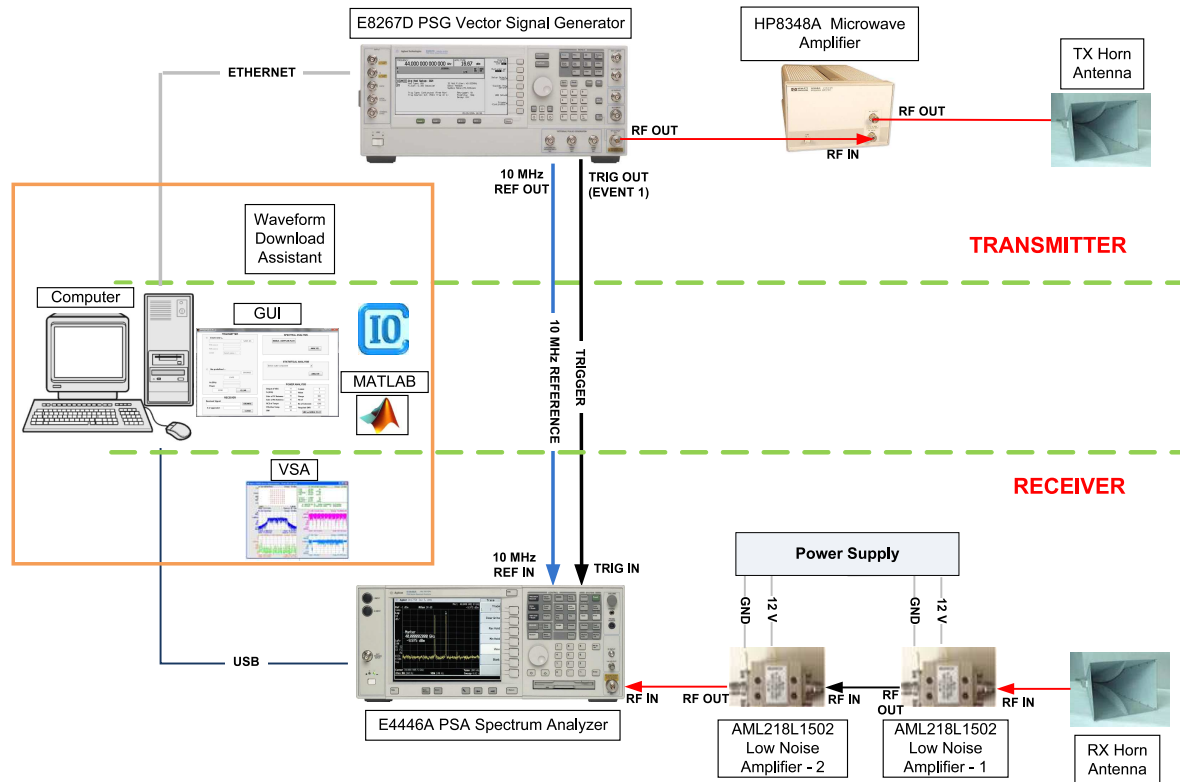 E8267D PSG Vector Signal Generator
HP8348A Microwave
Amplifier
TX Horn
Antenna
ETHERNET
RF OUT
RF OUT
RF IN
10 MHz
REF OUT
TRIG OUT
(EVENT 1)
Waveform
Download
Assistant
TRANSMITTER
Computer
GUI
IO
MATLAB
10 MHz REFERENCE
TRIGGER
VSA
RECEIVER
10 MHz
REF IN
TRIG IN
Power Supply
GND
12 V
GND
12 V
USB
RF IN
RF OUT
RF IN
RF
OUT
RF IN
E4446A PSA Spectrum Analyzer
AML218L1502
Low Noise
Amplifier - 2
AML218L1502
Low Noise
Amplifier - 1
RX Horn
Antenna